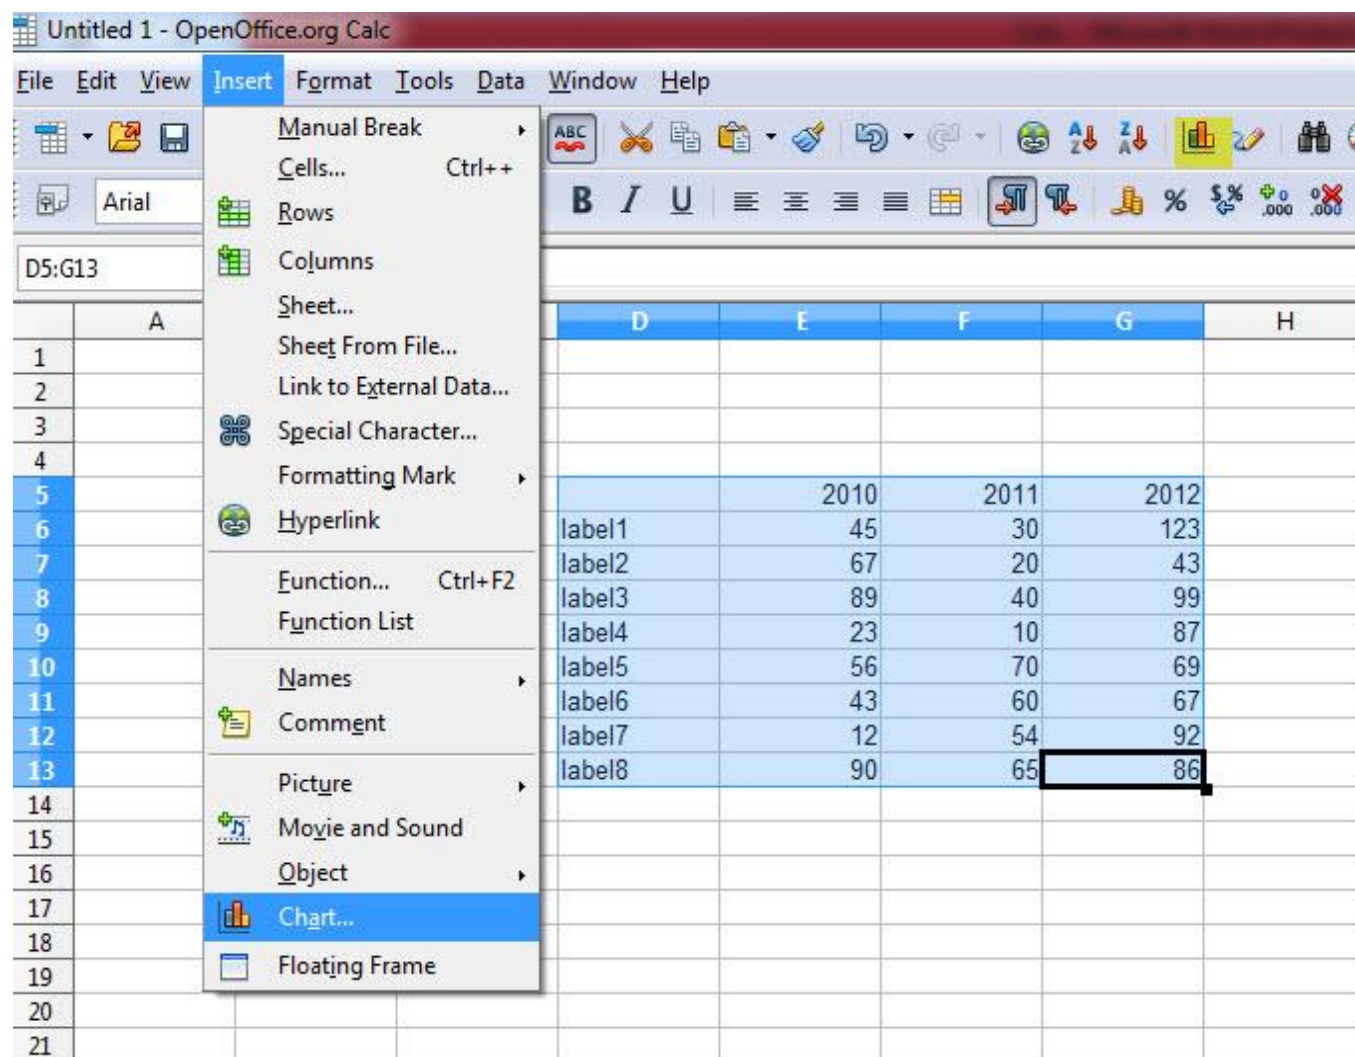 Untitled 1 - OpenOffice.org Calc
File Edit View Insert Format Tools Data Window Help
Manual Break
ABC
Cells... Ctrl++
Arial
Rows
B I U
% $% .000 .000
D5:G13
Columns
Sheet...
A D E F G H
Sheet From File...
1
Link to External Data...
2
Special Character...
3
4
Formatting Mark
5 2010 2011 2012
Hyperlink
6 label1 45 30 123
7 label2 67 20 43
Function... Ctrl+F2
8 label3 89 40 99
Function List
9 label4 23 10 87
10 label5 56 70 69
Names
11 label6 43 60 67
Comment
12 label7 12 54 92
13 label8 90 65 86
Picture
14
Movie and Sound
15
16
Object
17
Chart...
18
Floating Frame
19
20
21